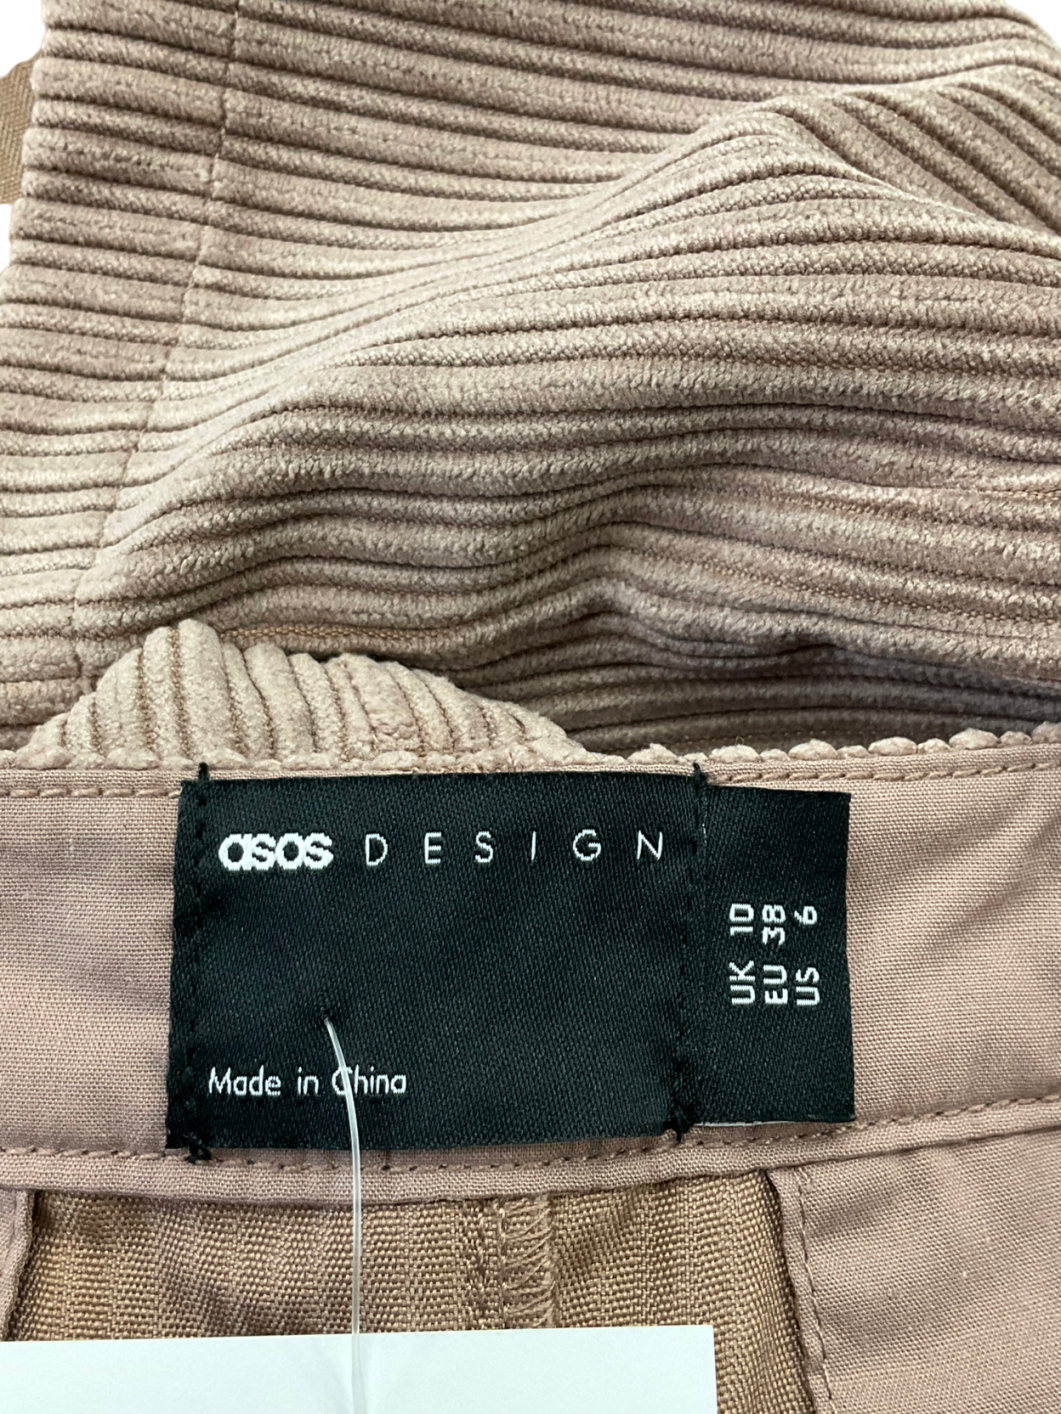 asos DESIGN
Made in China
UK 10
EU 38
US 6